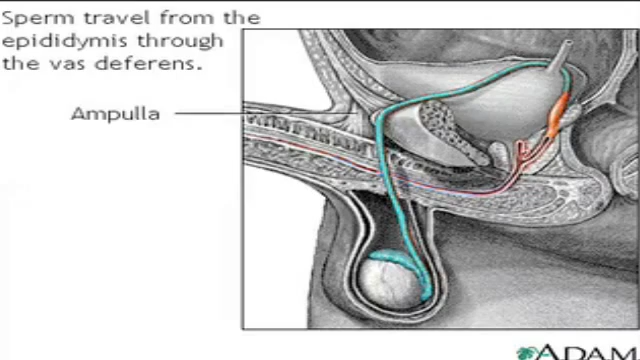 Sperm travel from the
epididymis through
the vas deferens.
Ampulla
ADAM